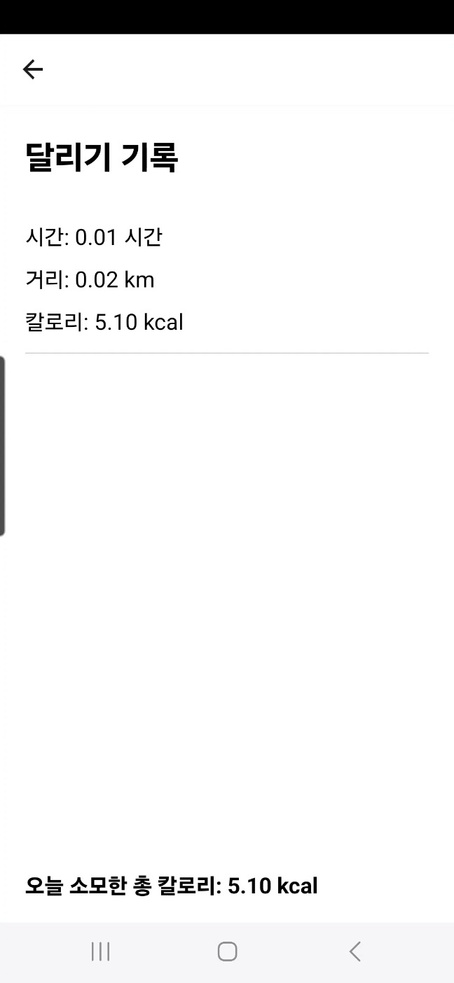 달리기 기록
시간: 0.01 시간
거리: 0.02 km
칼로리: 5.10 kcal
오늘 소모한 총 칼로리: 5.10 kcal